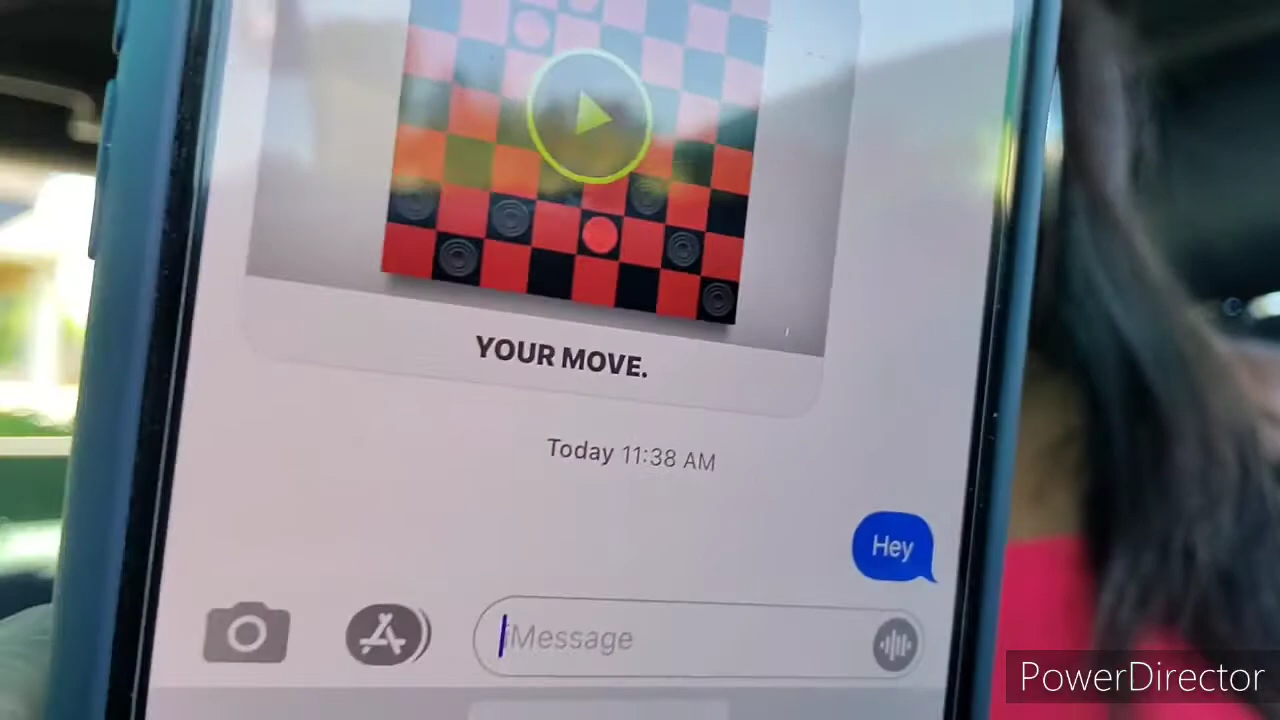 YOUR MOVE.
Today 11:38 AM
Hey
iMessage
PowerDirector